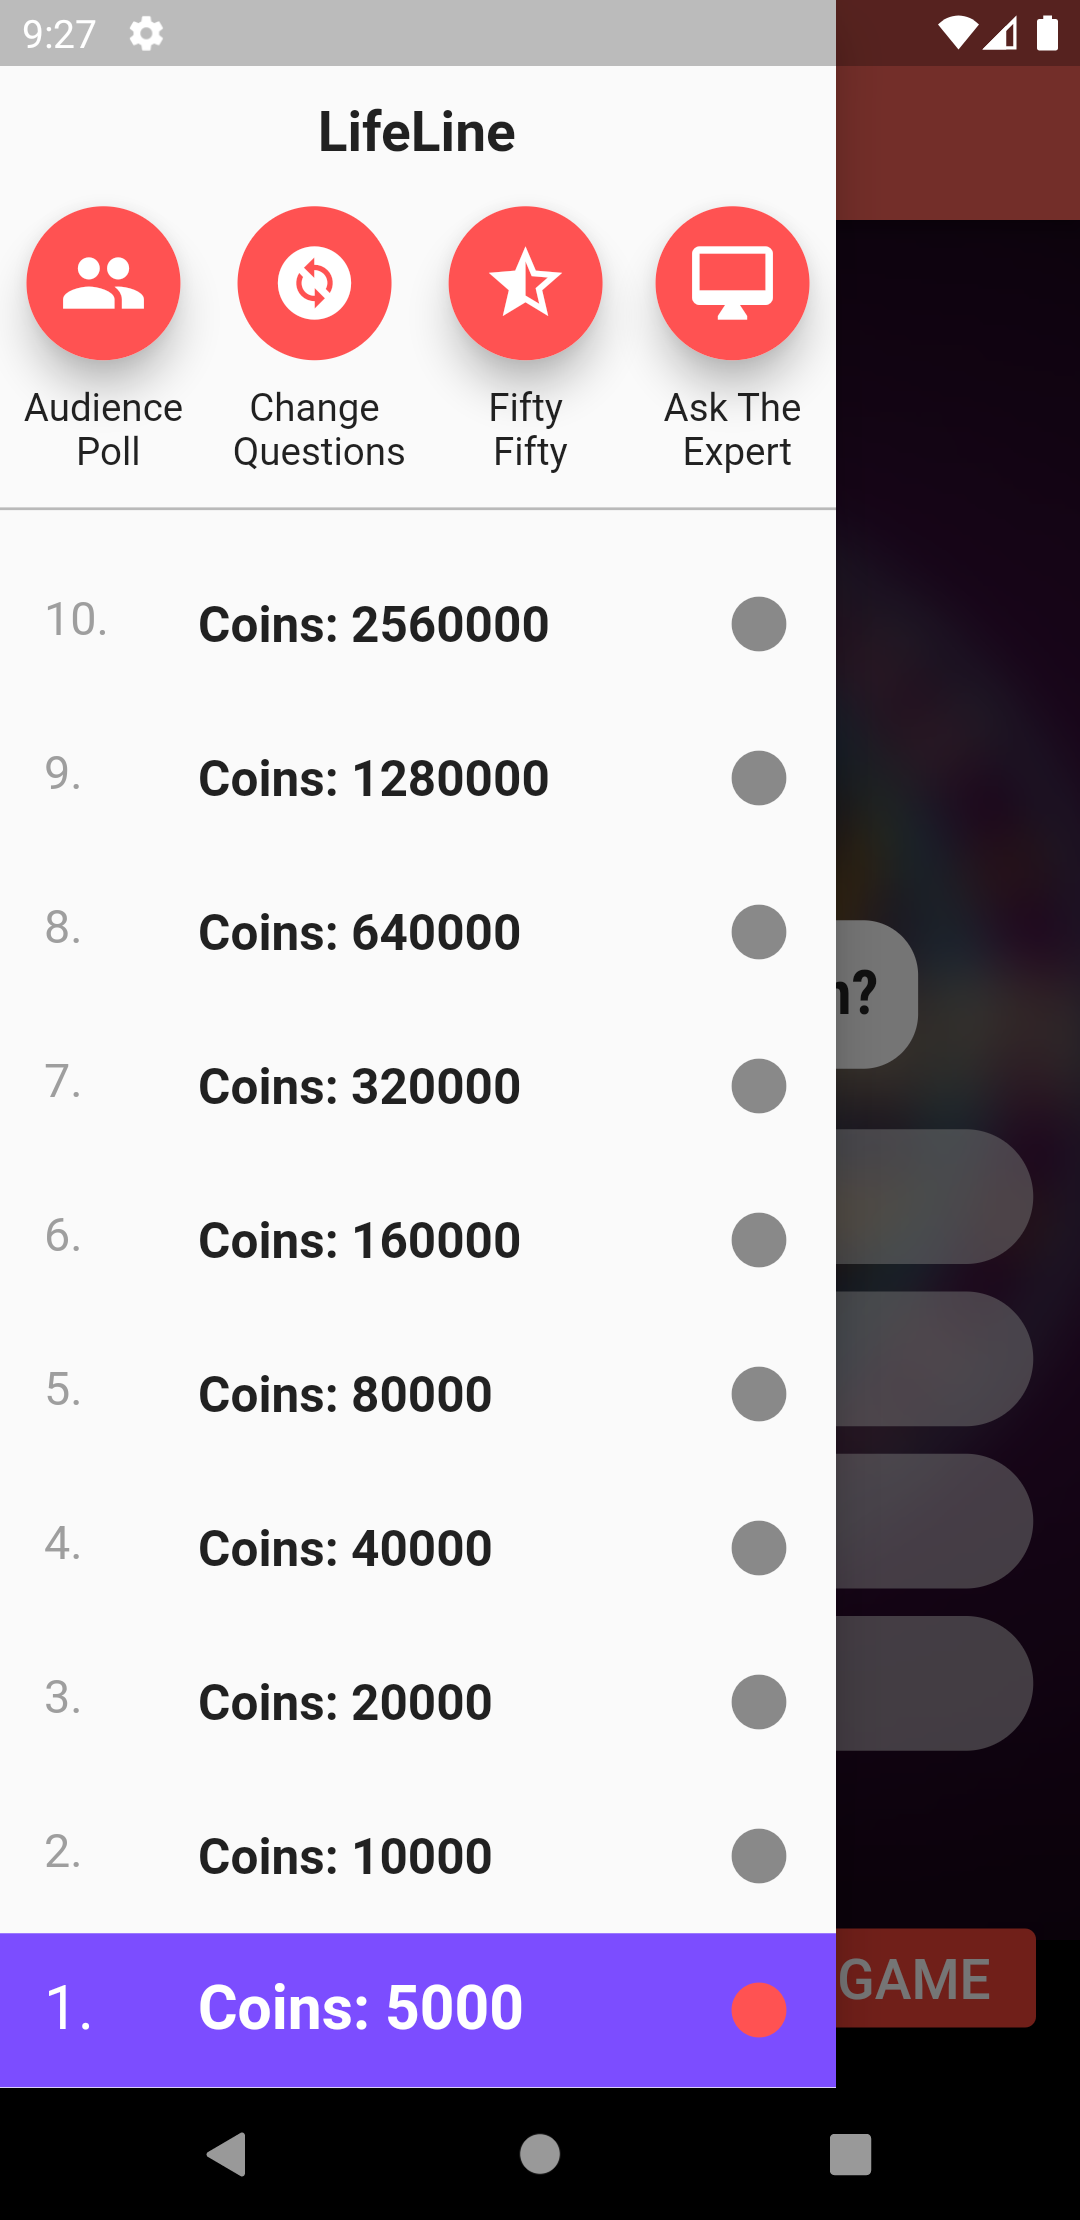 9:27
LifeLine
Audience
Poll
Change
Questions
Fifty
Fifty
Ask The
Expert
10. Coins: 2560000
9. Coins: 1280000
8. Coins: 640000
?
7. Coins: 320000
6. Coins: 160000
5. Coins: 80000
4. Coins: 40000
3. Coins: 20000
2. Coins: 10000
GAME
1. Coins: 5000